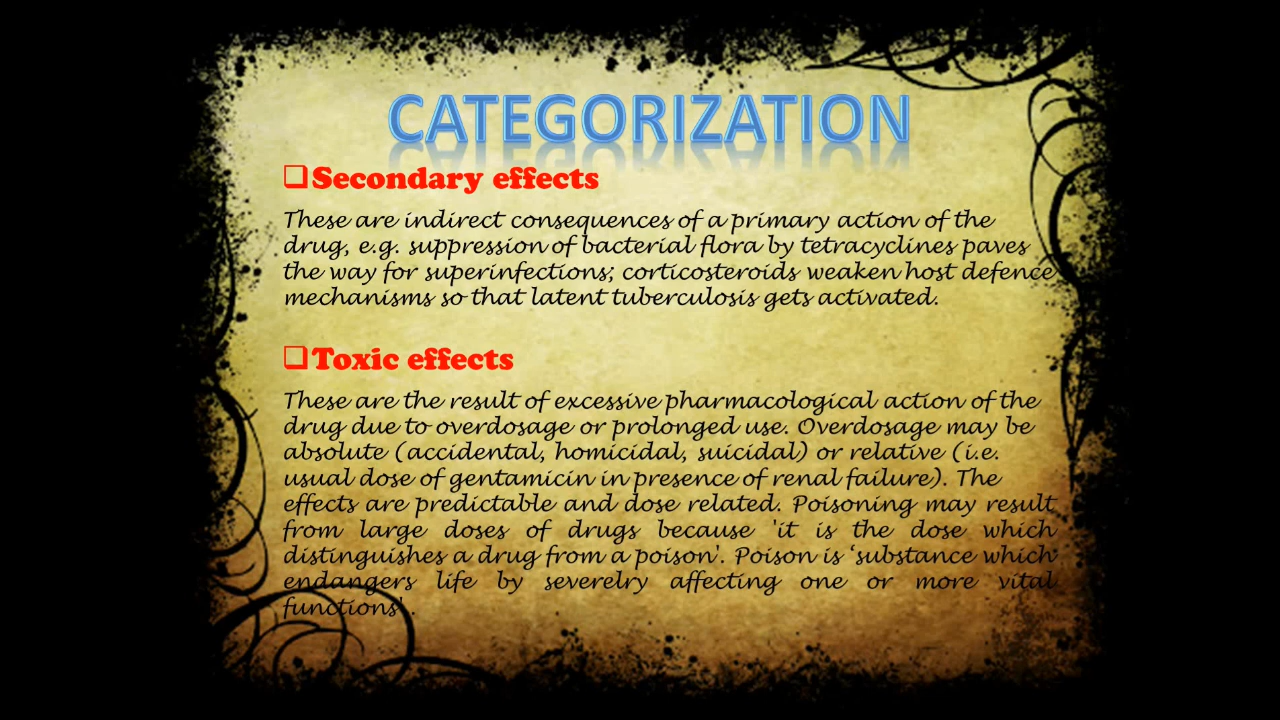 CATEGORIZATION
❑Secondary effects
These are indirect consequences of a primary action of the
drug, e.g. suppression of bacterial flora by tetracyclines paves
the way for superinfections; corticosteroids weaken host defence
mechanisms so that latent tuberculosis gets activated.
❑Toxic effects
These are the result of excessive pharmacological action of the
drug due to overdosage or prolonged use. Overdosage may be
absolute (accidental, homicidal, suicidal) or relative (i.e.
usual dose of gentamicin in presence of renal failure). The
effects are predictable and dose related. Poisoning may result
from large doses of drugs because 'it is the dose which
distinguishes a drug from a poison'. Poison is ‘substance which
endangers life by severelry affecting one or more vital
functions' .